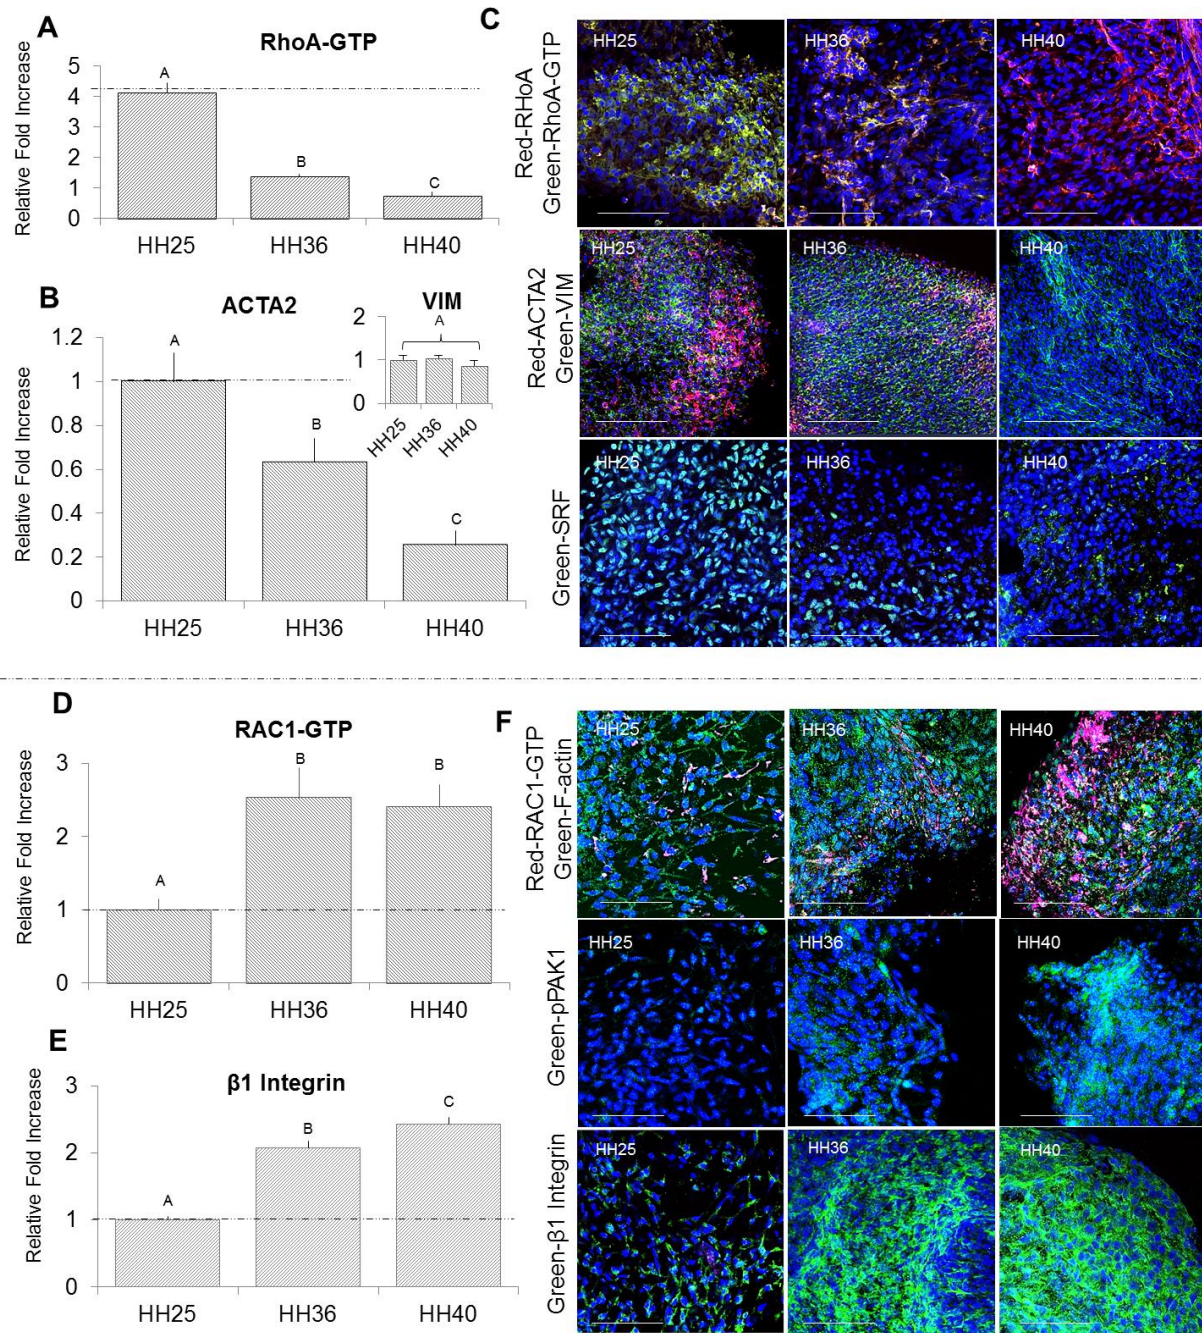 A
RhoA-GTP
Relative Fold Increase
5
4
3
2
1
0
A
B
C
HH25
HH36
HH40
B
ACTA2
Relative Fold Increase
1.2
1
0.8
0.6
0.4
0.2
0
A
B
C
HH25
HH36
HH40
VIM
2
1
0
A
HH25
HH36
HH40
C
Red-RHoA
Green-RhoA-GTP
HH25
HH36
HH40
Red-ACTA2
Green-VIM
HH25
HH36
HH40
Green-SRF
HH25
HH36
HH40
D
RAC1-GTP
Relative Fold Increase
3
2
1
0
A
B
B
HH25
HH36
HH40
E
β1 Integrin
Relative Fold Increase
3
2
1
0
A
B
C
HH25
HH36
HH40
F
Red-RAC1-GTP
Green-F-actin
HH25
HH36
HH40
Green-pPAK1
HH25
HH36
HH40
Green-β1 Integrin
HH25
HH36
HH40